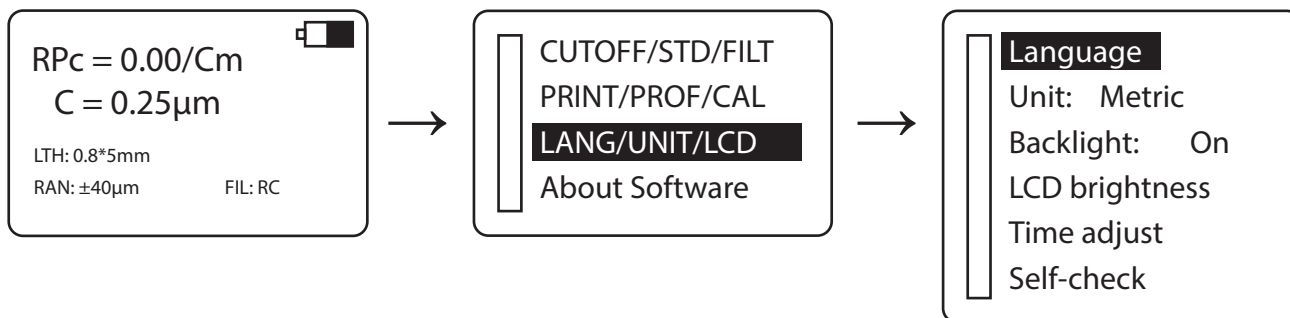 RPc = 0.00/Cm
C = 0.25μm
LTH: 0.8*5mm
RAN: ±40μm FIL: RC
CUTOFF/STD/FILT
PRINT/PROF/CAL
LANG/UNIT/LCD
About Software
Language
Unit: Metric
Backlight: On
LCD brightness
Time adjust
Self-check